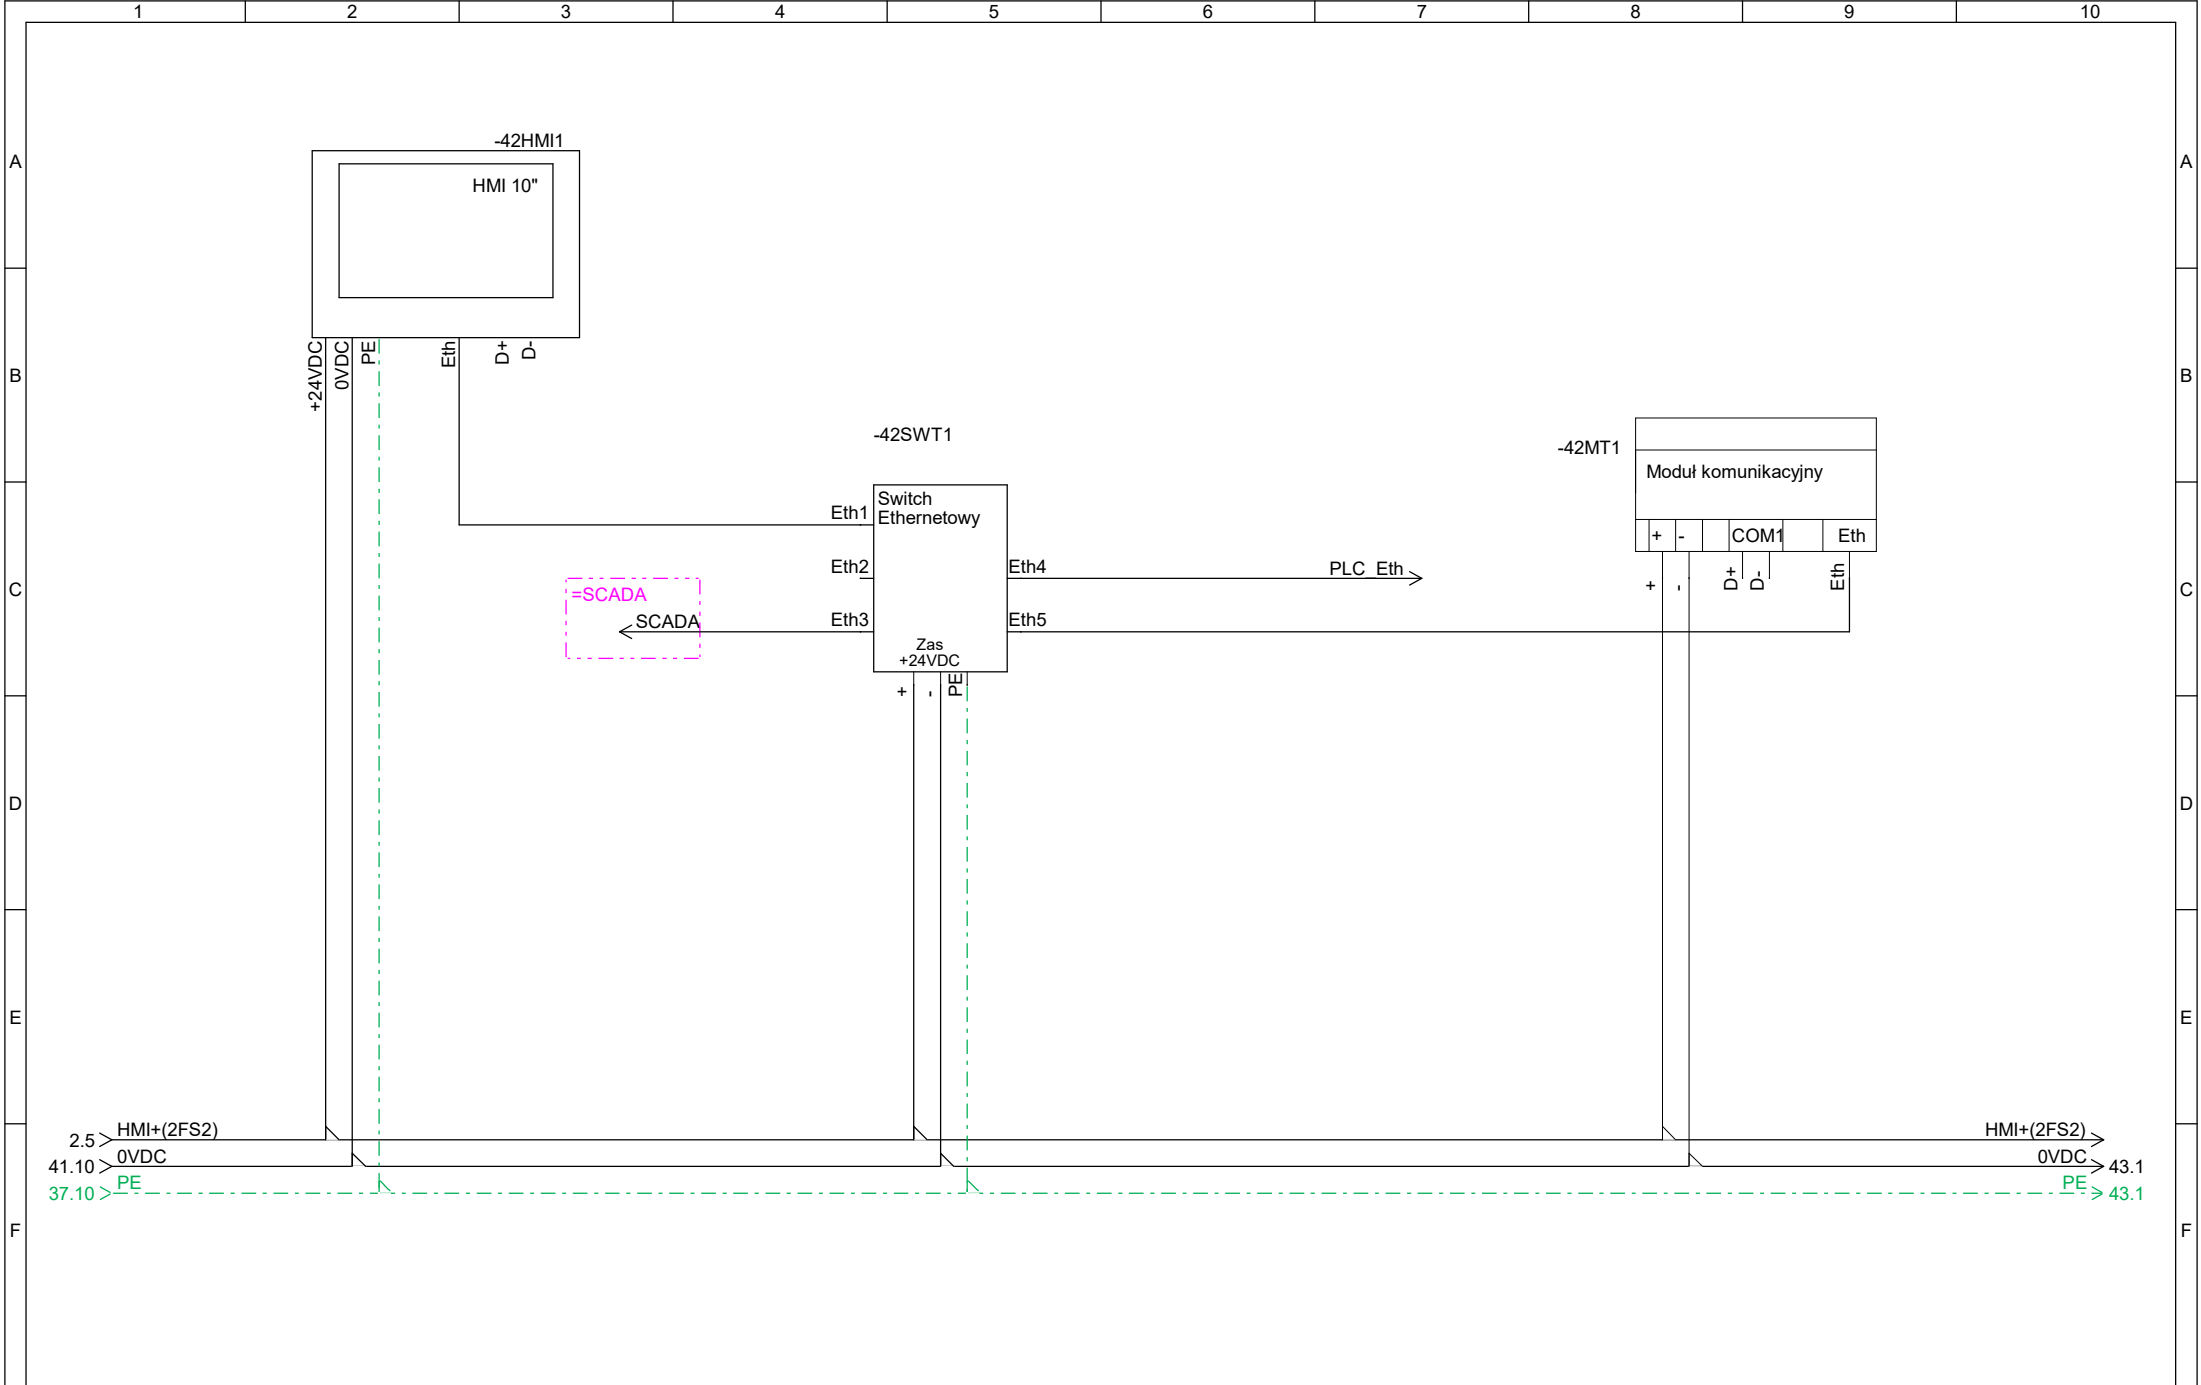 1 2 3 4 5 6 7 8 9 10
A A
-42HMI1
HMI 10"
+24VDC
0VDC
PE
Eth
D+
D-
B B
-42SWT1
-42MT1
Moduł komunikacyjny
+ - COM1 Eth
+
-
D+
D-
Eth
Switch
Ethernetowy
Eth1
Eth2
Eth3
Eth4
Eth5
PLC_Eth
=SCADA
SCADA
Zas
+24VDC
+
-
PE
C C
D D
E E
2.5 HMI+(2FS2) HMI+(2FS2)
41.10 0VDC 0VDC 43.1
37.10 PE PE 43.1
F F